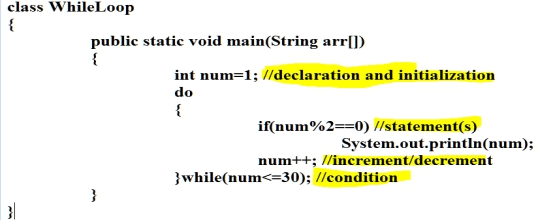 class WhileLoop
{
public static void main(String arr[])
{
int num=1; //declaration and initialization
do
{
if(num%2==0) //statement(s)
System.out.println(num);
num++; //increment/decrement
}while(num<=30); //condition
}
}